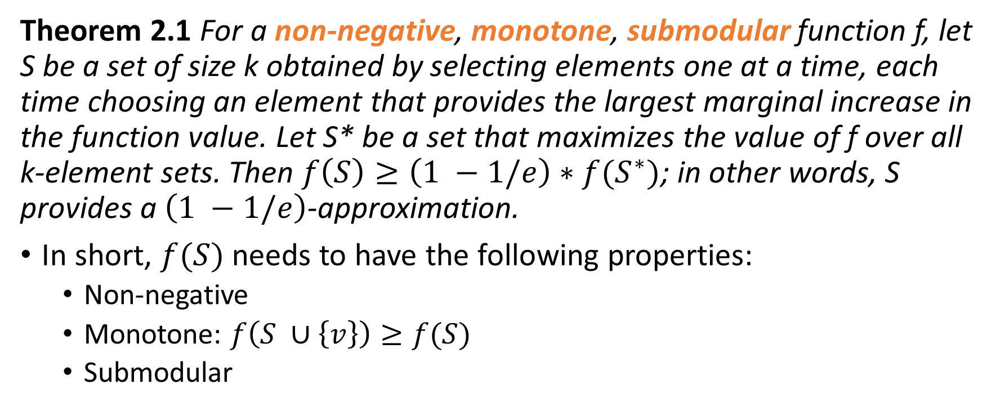 Theorem 2.1 For a non-negative, monotone, submodular function f, let
S be a set of size k obtained by selecting elements one at a time, each
time choosing an element that provides the largest marginal increase in
the function value. Let S* be a set that maximizes the value of f over all
k-element sets. Then f(S) ≥ (1 − 1/e) ∗ f(S*); in other words, S
provides a (1 − 1/e)-approximation.
• In short, f(S) needs to have the following properties:
• Non-negative
• Monotone: f(S ∪ {v}) ≥ f(S)
• Submodular